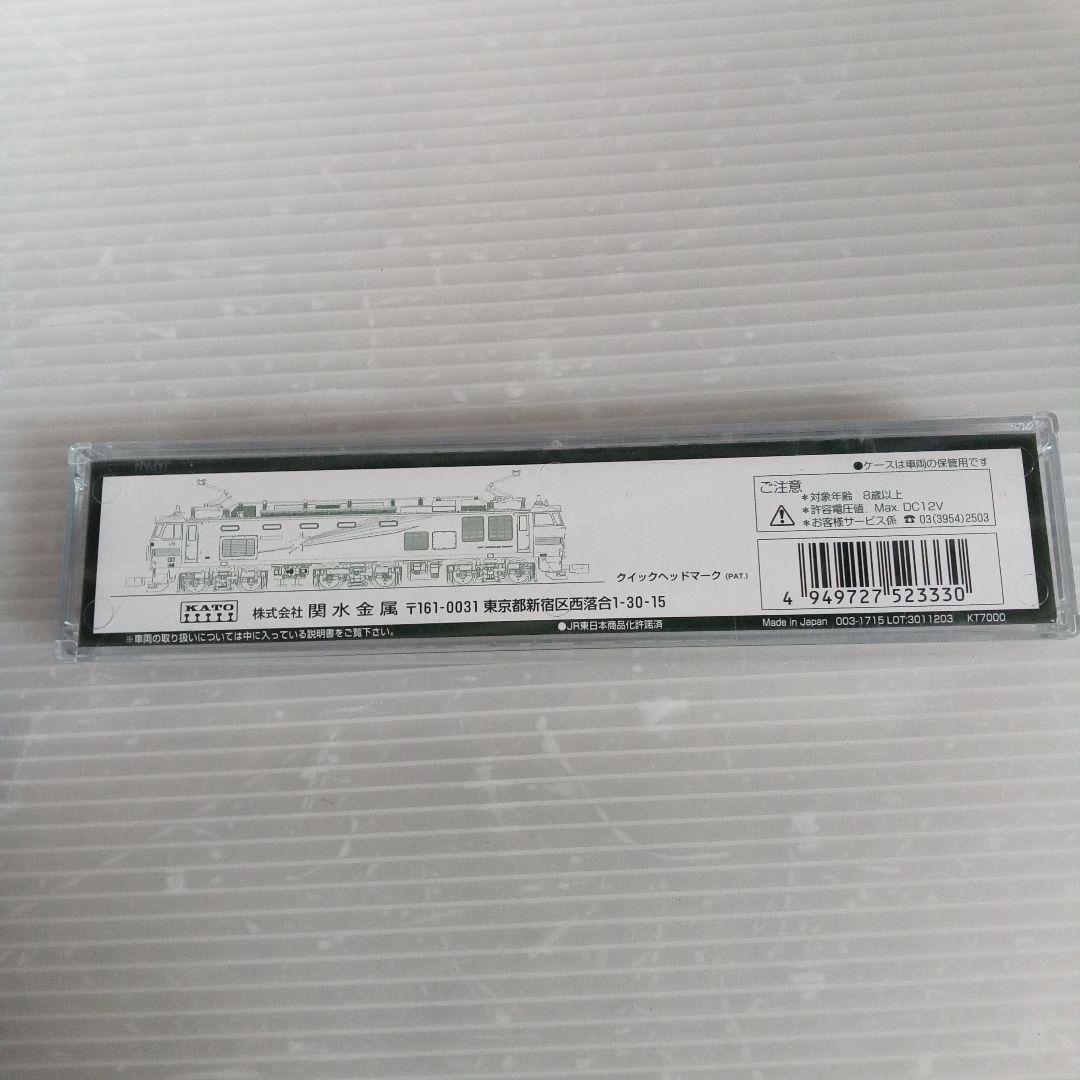 ●ケースは車両の保管用です
ご注意
＊対象年齢 8歳以上
＊許容電圧値、Max. DC12V
＊お客様サービス係 ☎ 03(3954)2503
クイックヘッドマーク (PAT.)
4 949727 523330
KATO
株式会社 関水金属 〒161-0031 東京都新宿区西落合1-30-15
※車両の取り扱いについては中に入っている説明書をご覧下さい。
●JR東日本商品化許諾済
Made in Japan 003-1715 LOT:3011203 KT7000